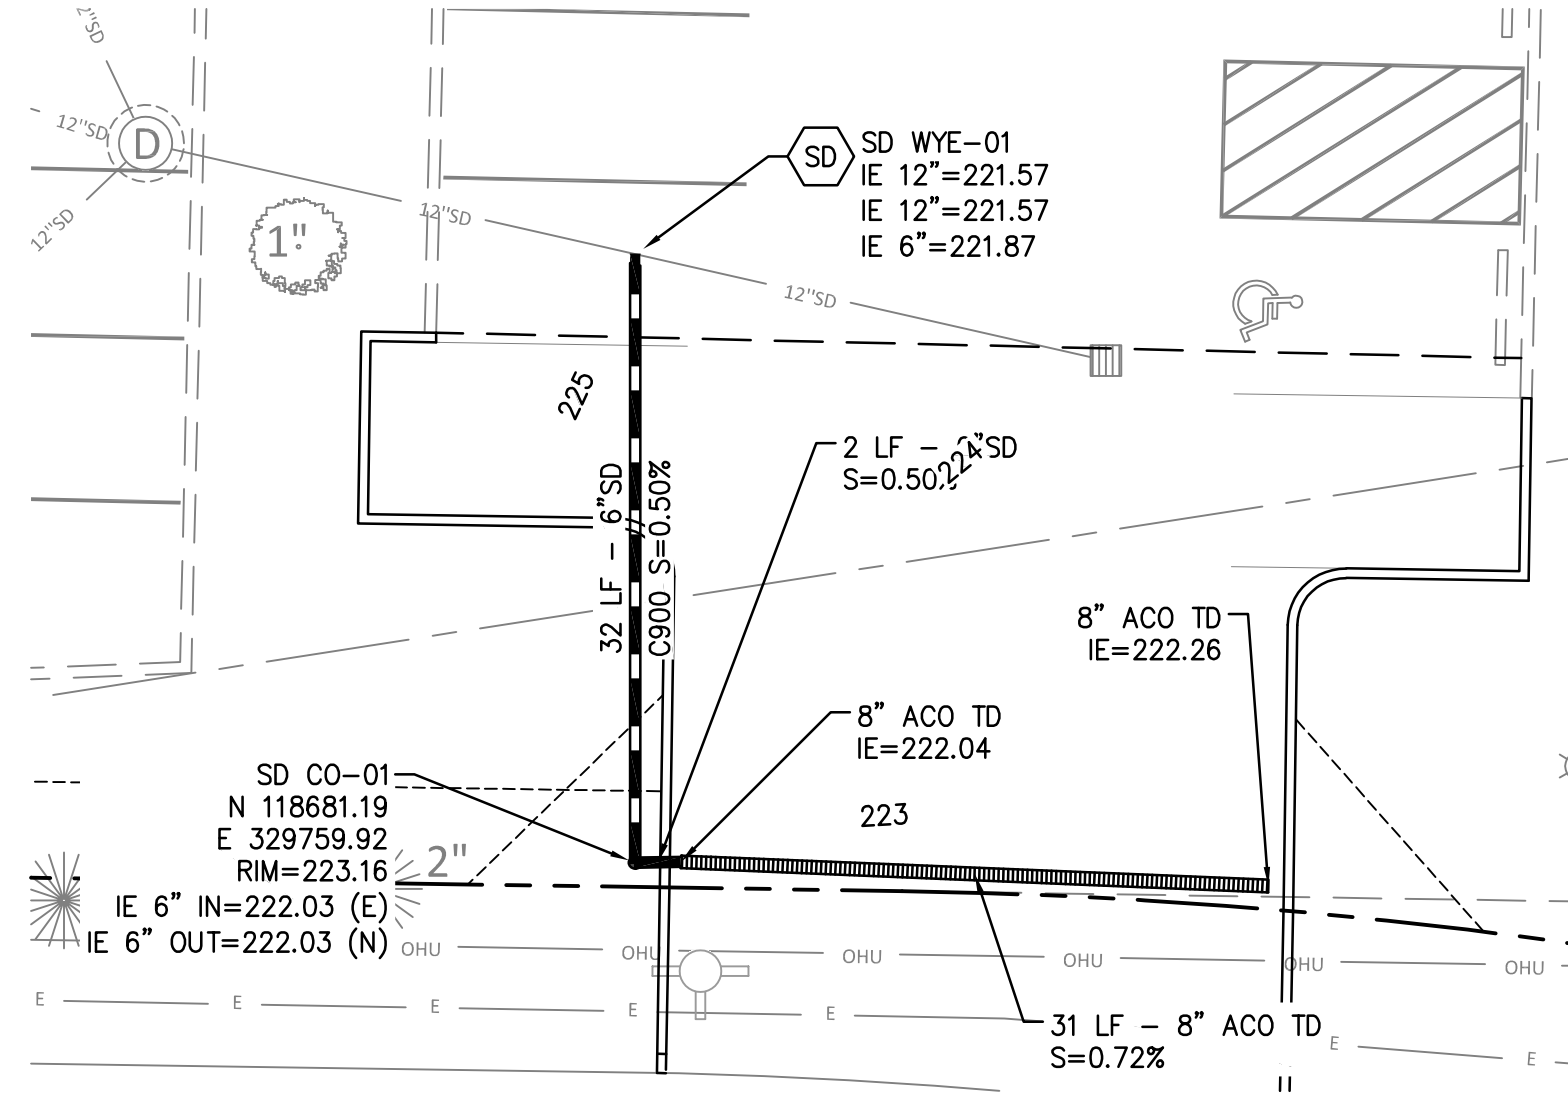 12"SD
D
12"SD
1"
12"SD
12"SD
SD
SD WYE-01
IE 12"=221.57
IE 12"=221.57
IE 6"=221.87
225
32 LF - 6"SD
C900 S=0.50%
2 LF - SD
S=0.50
224
8" ACO TD
IE=222.26
8" ACO TD
IE=222.04
223
SD CO-01
N 118681.19
E 329759.92
RIM=223.16
IE 6" IN=222.03 (E)
IE 6" OUT=222.03 (N)
2"
OHU OHU OHU OHU OHU OHU
E E E E E E E
31 LF - 8" ACO TD
S=0.72%